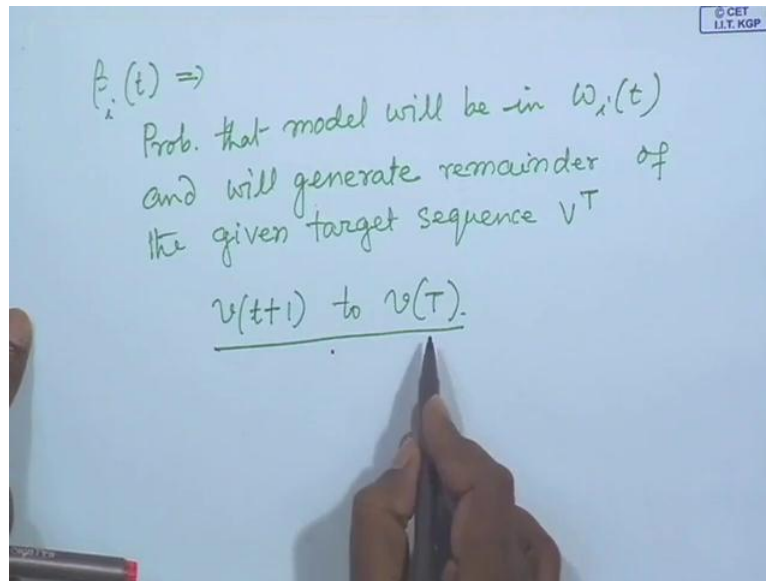 © CET
I.I.T. KGP
βᵢ(t) ⇒
Prob. that model will be in ωᵢ(t)
and will generate remainder of
the given target sequence V^T
v(t+1) to v(T).